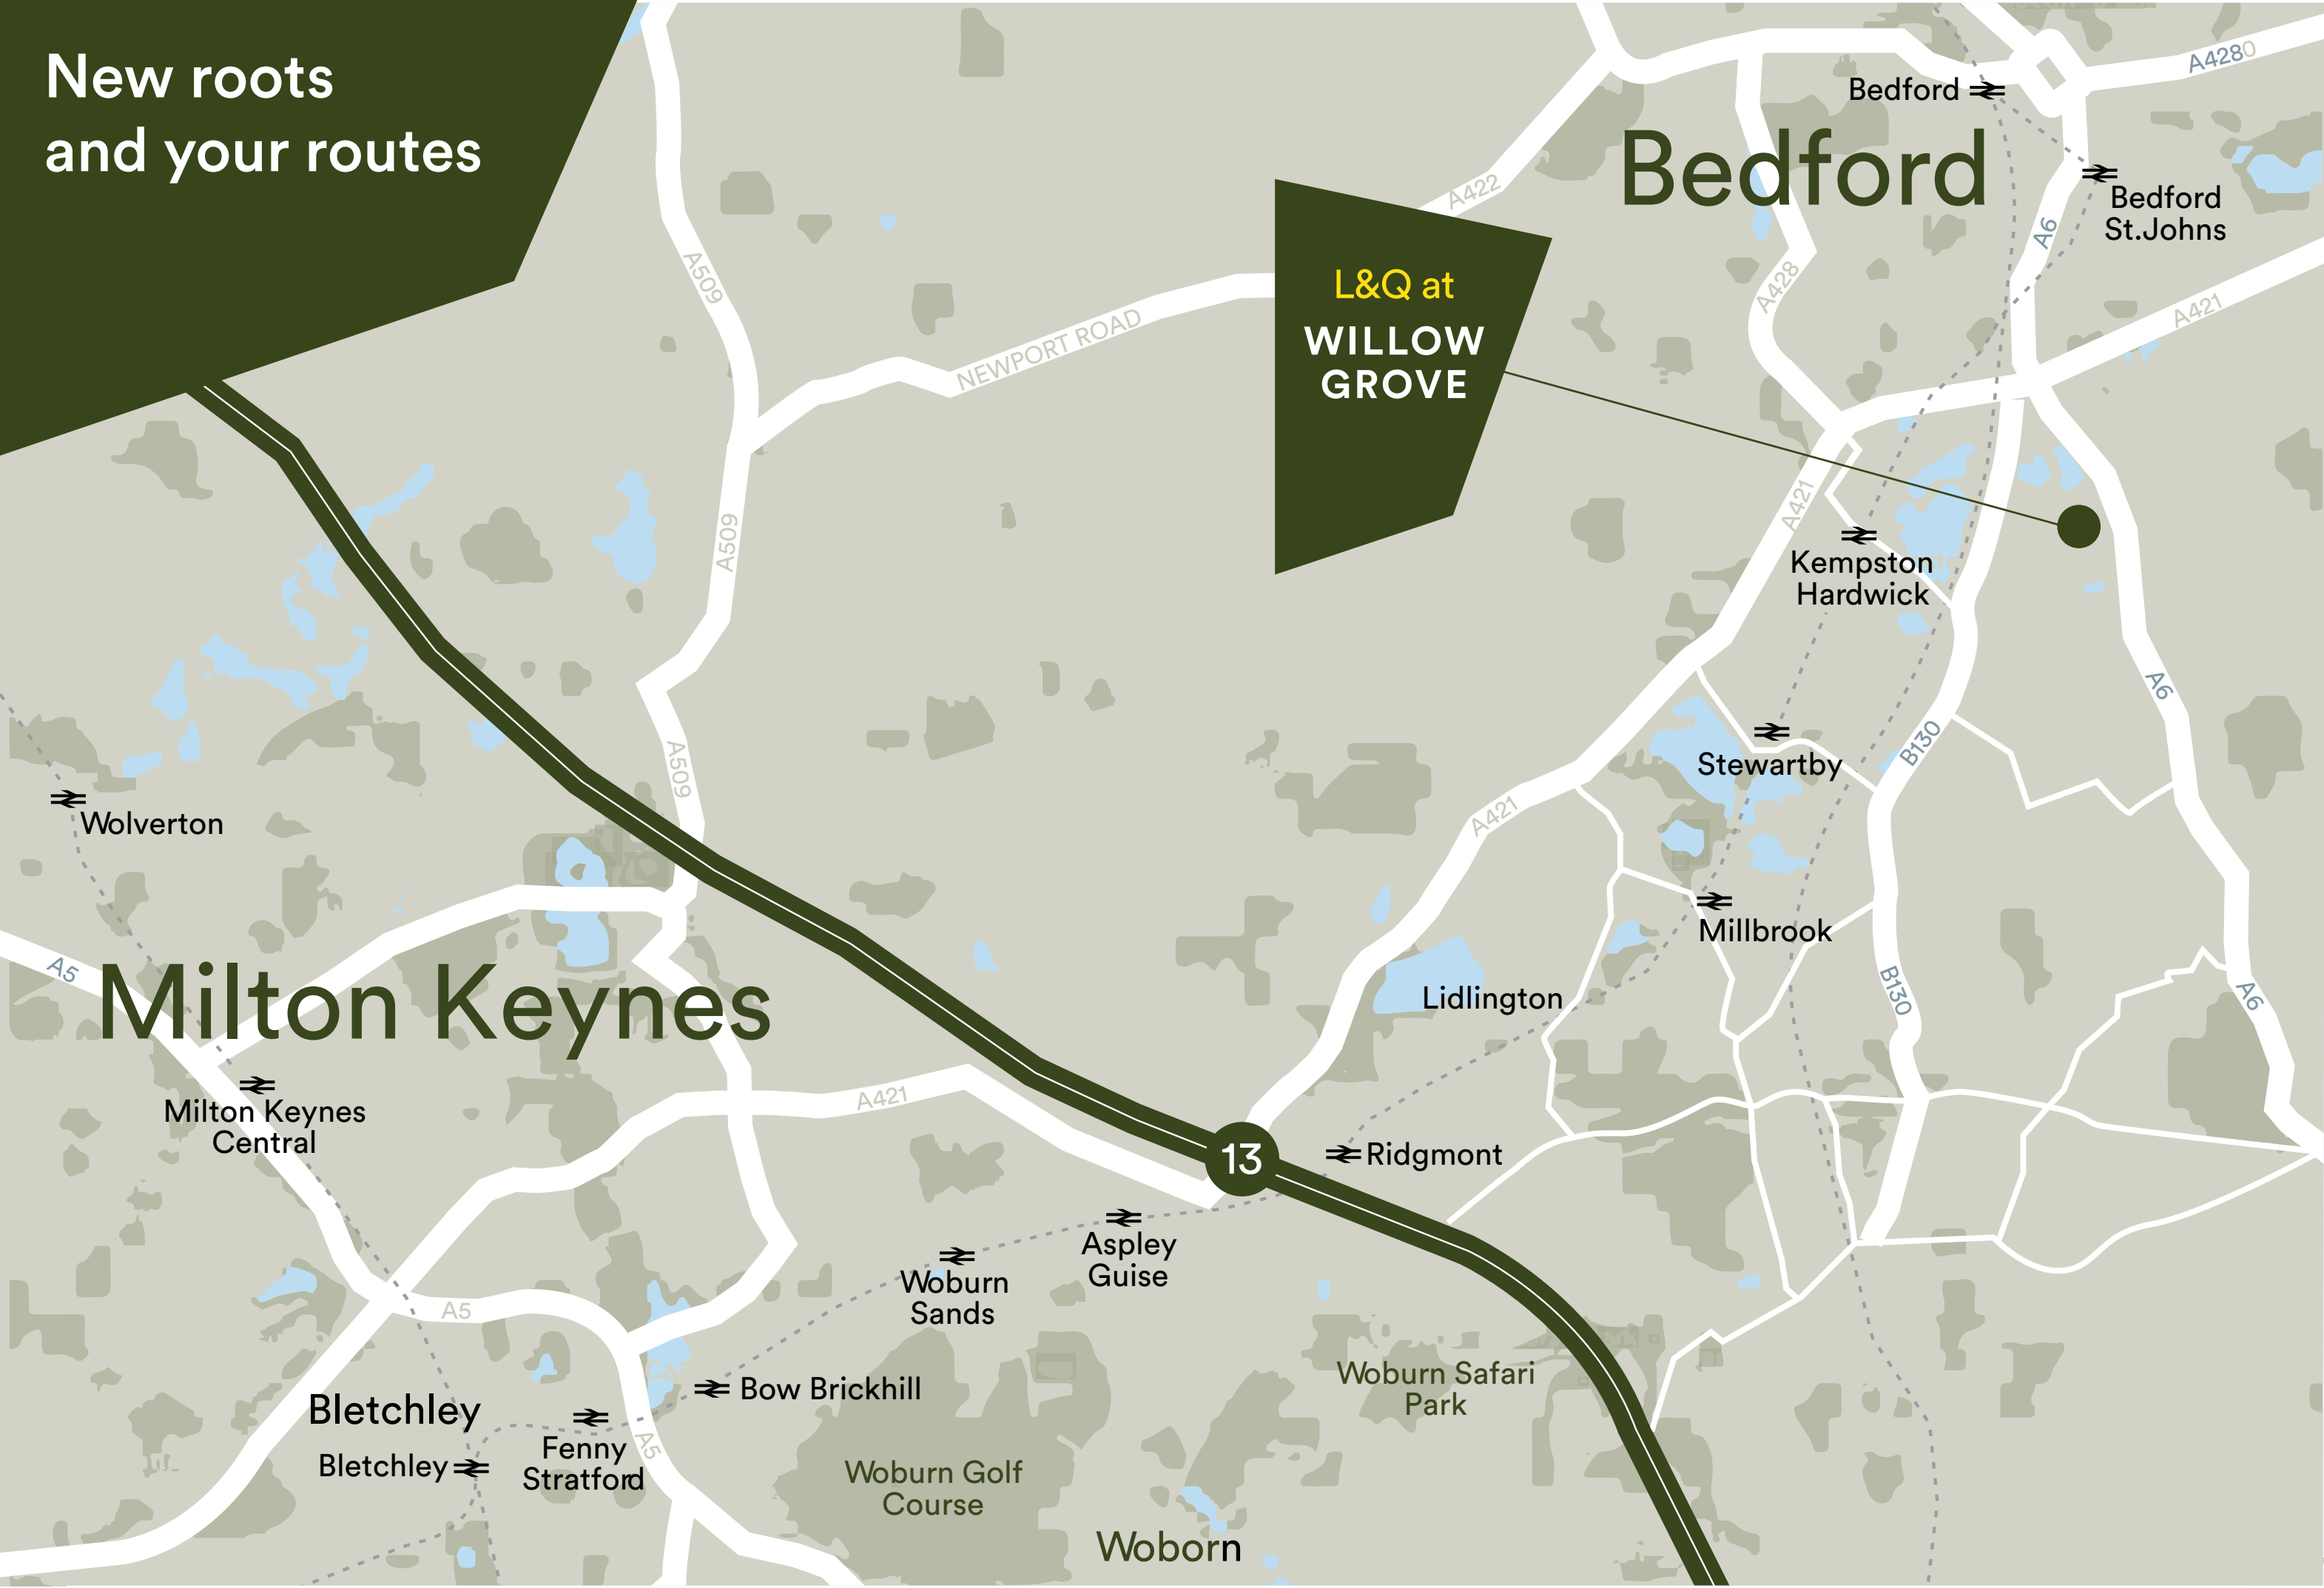 New roots
and your routes
A4280
Bedford
Bedford
Bedford
St.Johns
A422
A6
A428
A421
A509
NEWPORT ROAD
L&Q at
WILLOW
GROVE
A421
A509
Kempston
Hardwick
A6
A509
B130
Stewartby
Wolverton
A421
Millbrook
A5
Milton Keynes
Lidlington
B130
A6
Milton Keynes
Central
A421
13
Ridgmont
Aspley
Guise
Woburn
Sands
A5
Woburn Safari
Park
Bow Brickhill
Bletchley
Bletchley
Fenny
Stratford
A5
Woburn Golf
Course
Woborn